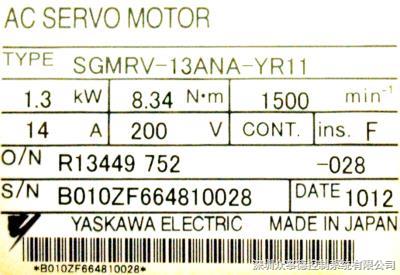 AC SERVO MOTOR
TYPE SGMRV-13ANA-YR11
1.3 kW 8.34 N·m 1500 min⁻¹
14 A 200 V CONT. ins. F
O/N R13449 752 -028
S/N B010ZF664810028 DATE 1012
YASKAWA ELECTRIC MADE IN JAPAN
*B010ZF664810028*